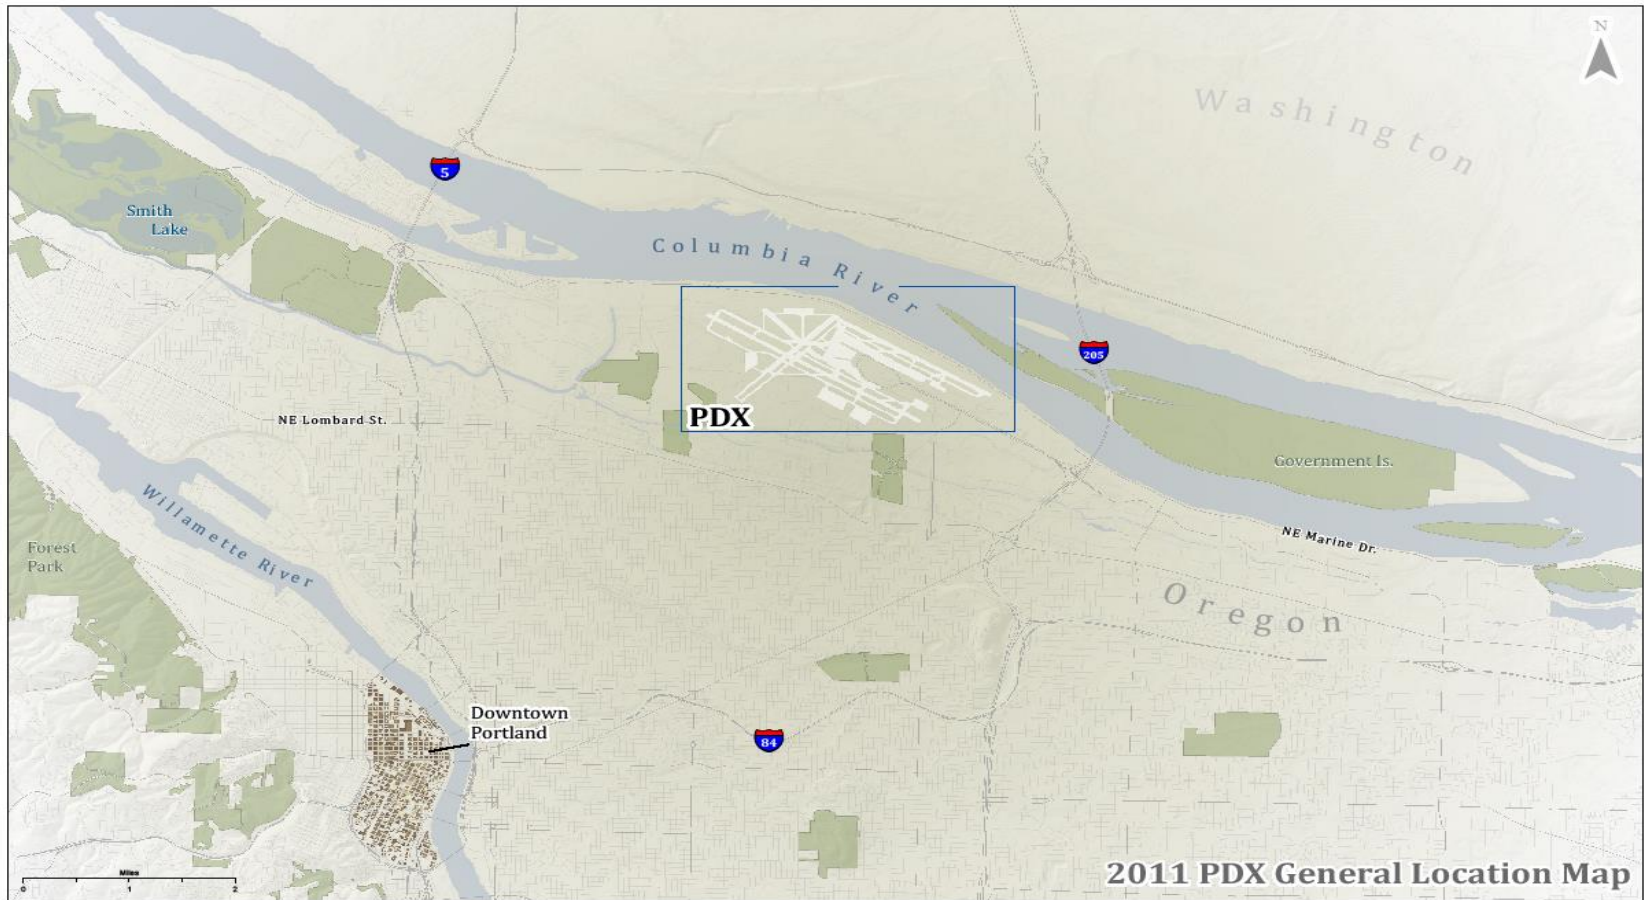 N
Washington
5
Smith
Lake
Columbia River
205
PDX
NE Lombard St.
Government Is.
Willamette River
NE Marine Dr.
Forest
Park
Oregon
Downtown
Portland
84
Miles
0 1 2
2011 PDX General Location Map